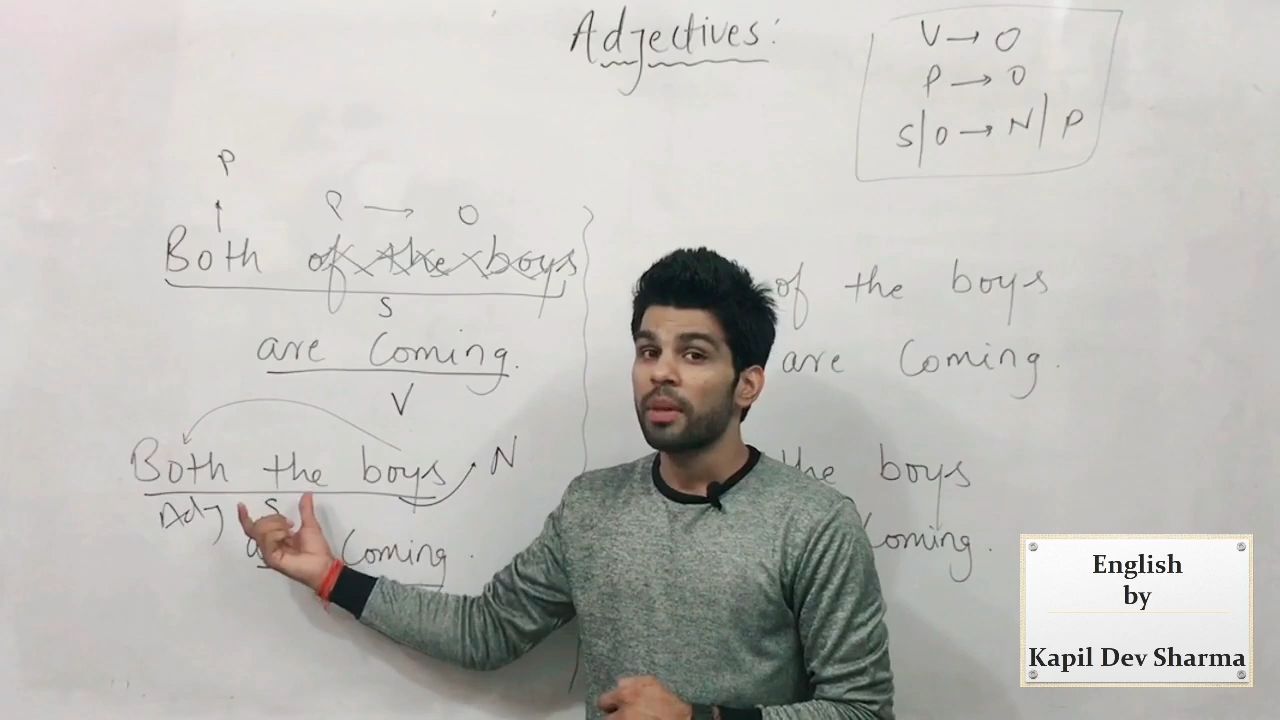 Adjectives:
V → O
P → O
S/O → N/P
P
P → O
Both of the boys
S
are Coming.
V
Both the boys → N
Adj S
Coming.
of the boys
are Coming.
the boys
Coming.
English
by
Kapil Dev Sharma